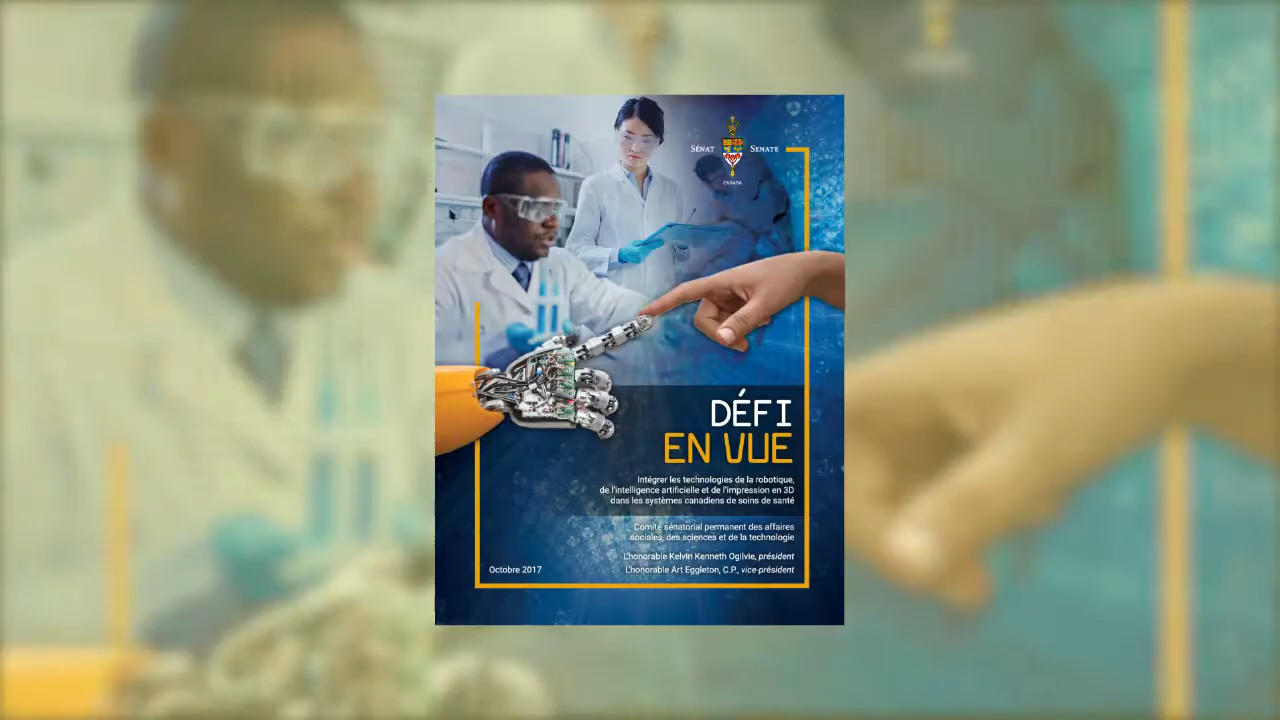 SÉNAT SENATE
CANADA
DÉFI
EN VUE
Intégrer les technologies de la robotique,
de l'intelligence artificielle et de l'impression en 3D
dans les systèmes canadiens de soins de santé
Comité sénatorial permanent des affaires
sociales, des sciences et de la technologie
L'honorable Kelvin Kenneth Ogilvie, président
Octobre 2017 L'honorable Art Eggleton, C.P., vice-président